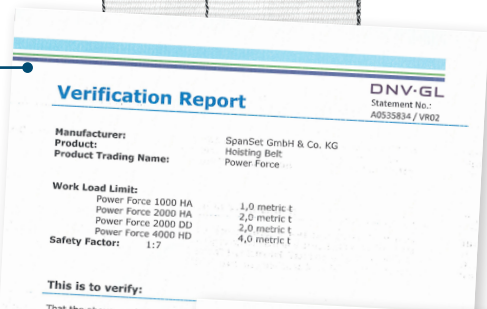 DNV·GL
Verification Report
Statement No.:
A0535834 / VR02
Manufacturer: SpanSet GmbH & Co. KG
Product: Hoisting Belt
Product Trading Name: Power Force
Work Load Limit:
Power Force 1000 HA 1,0 metric t
Power Force 2000 HA 2,0 metric t
Power Force 2000 DD 2,0 metric t
Power Force 4000 HD 4,0 metric t
Safety Factor: 1:7
This is to verify:
That the